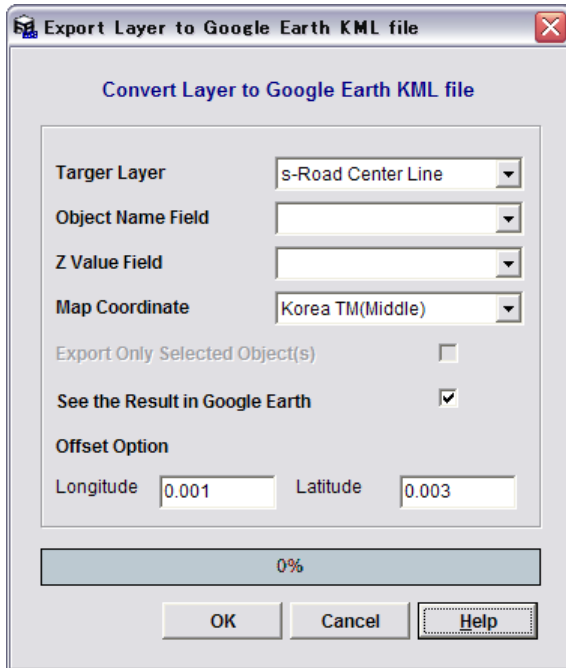 Export Layer to Google Earth KML file
Convert Layer to Google Earth KML file
Targer Layer s-Road Center Line
Object Name Field
Z Value Field
Map Coordinate Korea TM(Middle)
Export Only Selected Object(s)
See the Result in Google Earth
Offset Option
Longitude 0.001 Latitude 0.003
0%
OK Cancel Help